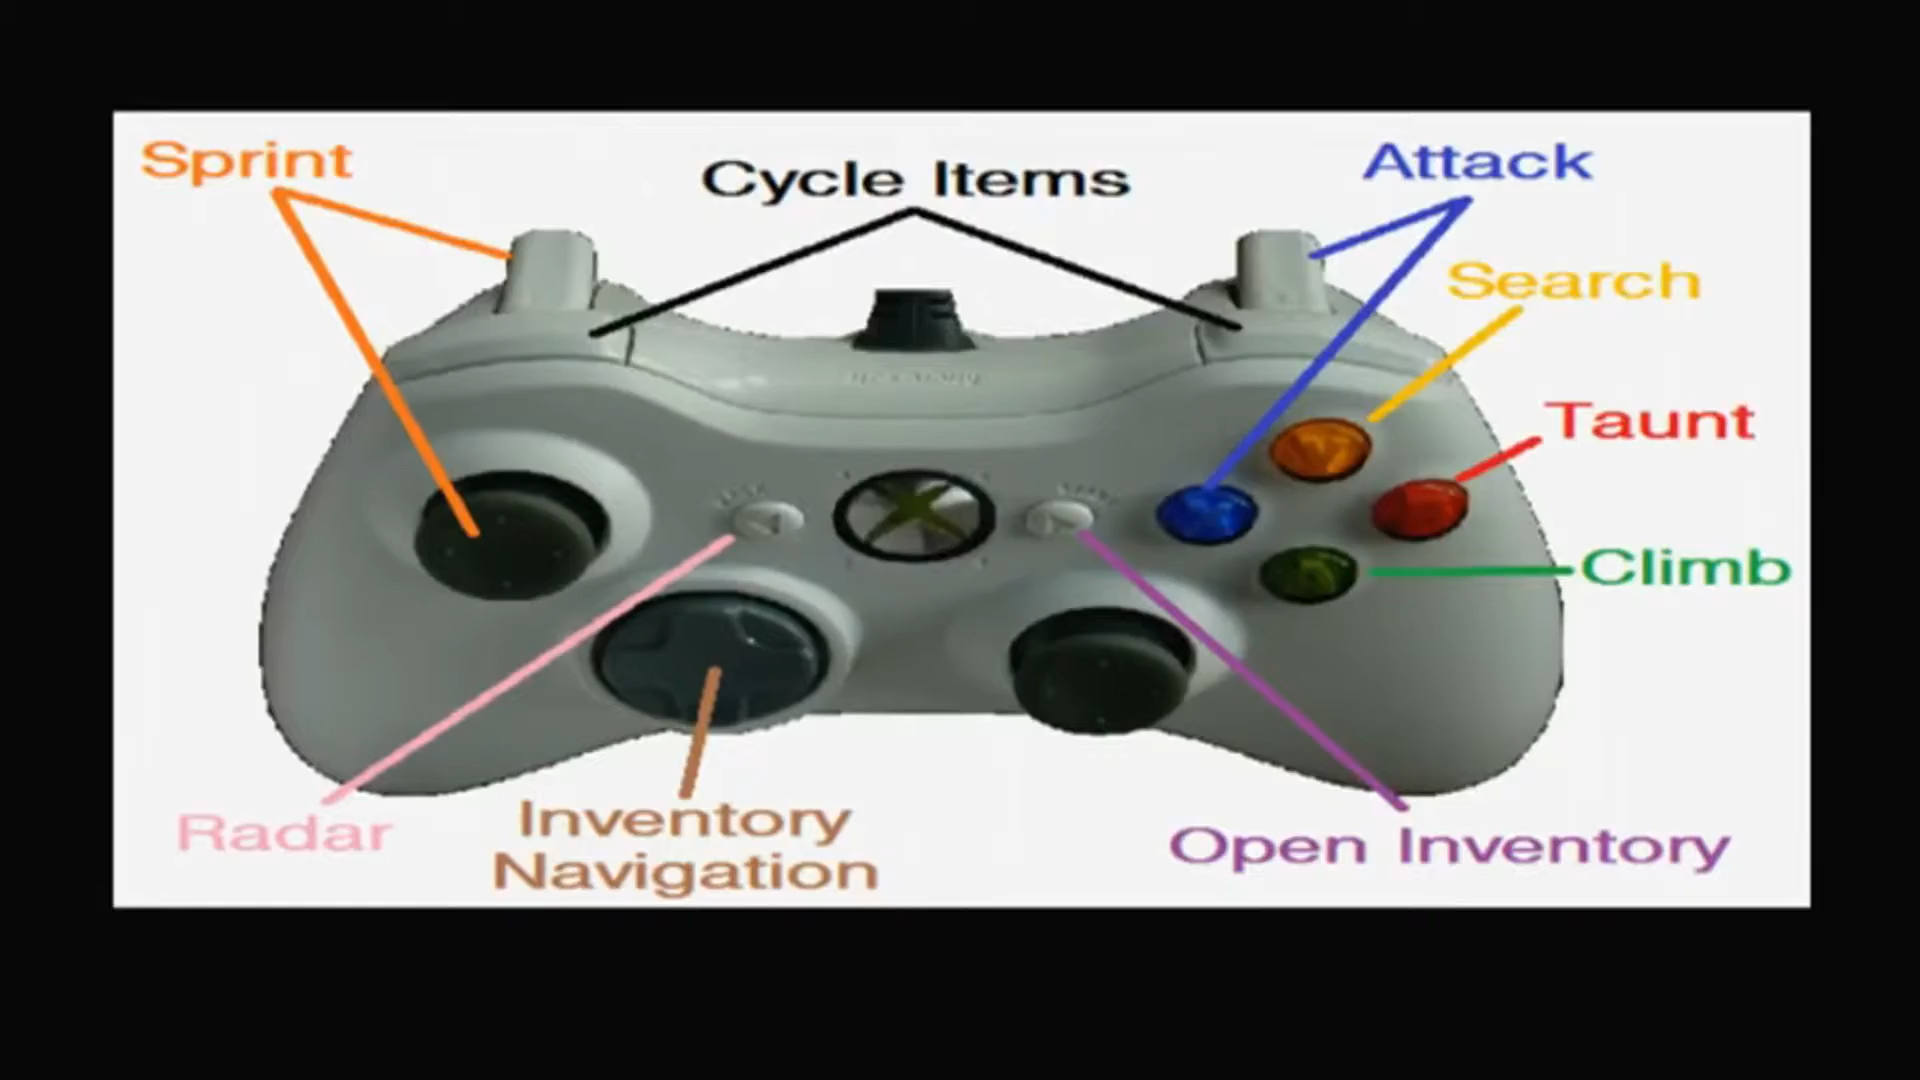 Sprint
Cycle Items
Attack
Search
Taunt
Climb
Radar
Inventory
Navigation
Open Inventory